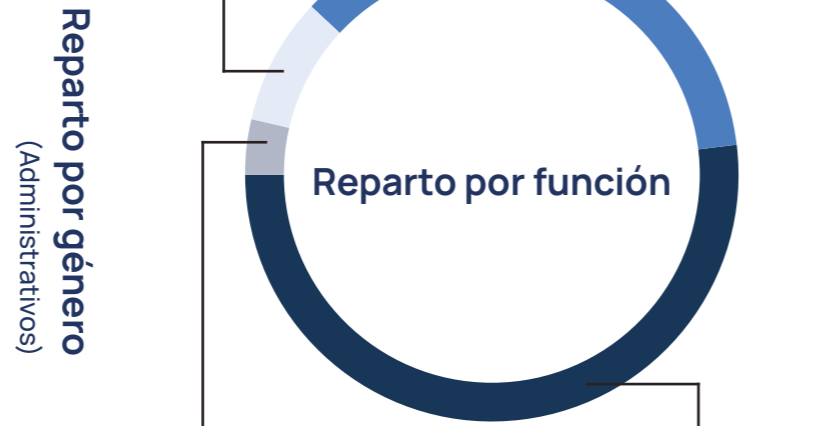 Reparto por género
(Administrativos)
Reparto por función